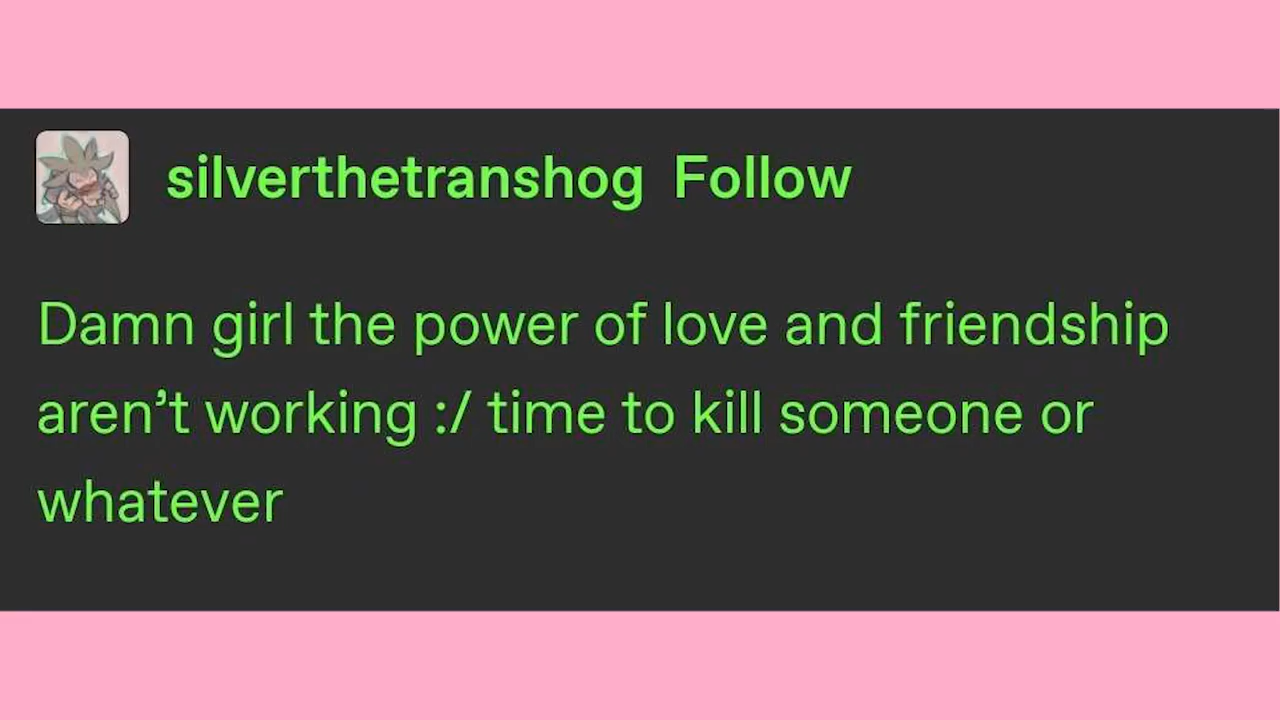 silverthetranshog Follow
Damn girl the power of love and friendship
aren’t working :/ time to kill someone or
whatever